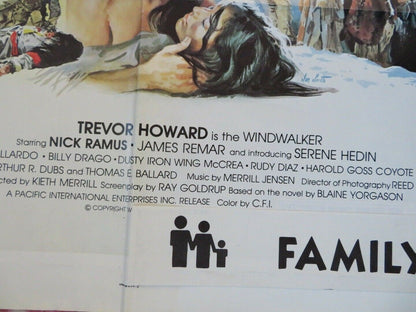 TREVOR HOWARD is the WINDWALKER
Starring NICK RAMUS · JAMES REMAR and introducing SERENE HEDIN
ALLARDO · BILLY DRAGO · DUSTY IRON WING McCREA · RUDY DIAZ · HAROLD GOSS COYOTE
RTHUR R. DUBS and THOMAS E. BALLARD Music by MERRILL JENSEN Director of Photography REED
cted by KIETH MERRILL Screenplay by RAY GOLDRUP Based on the novel by BLAINE YORGASON
A PACIFIC INTERNATIONAL ENTERPRISES INC. RELEASE Color by C.F.I.
© COPYRIGHT
FAMILY